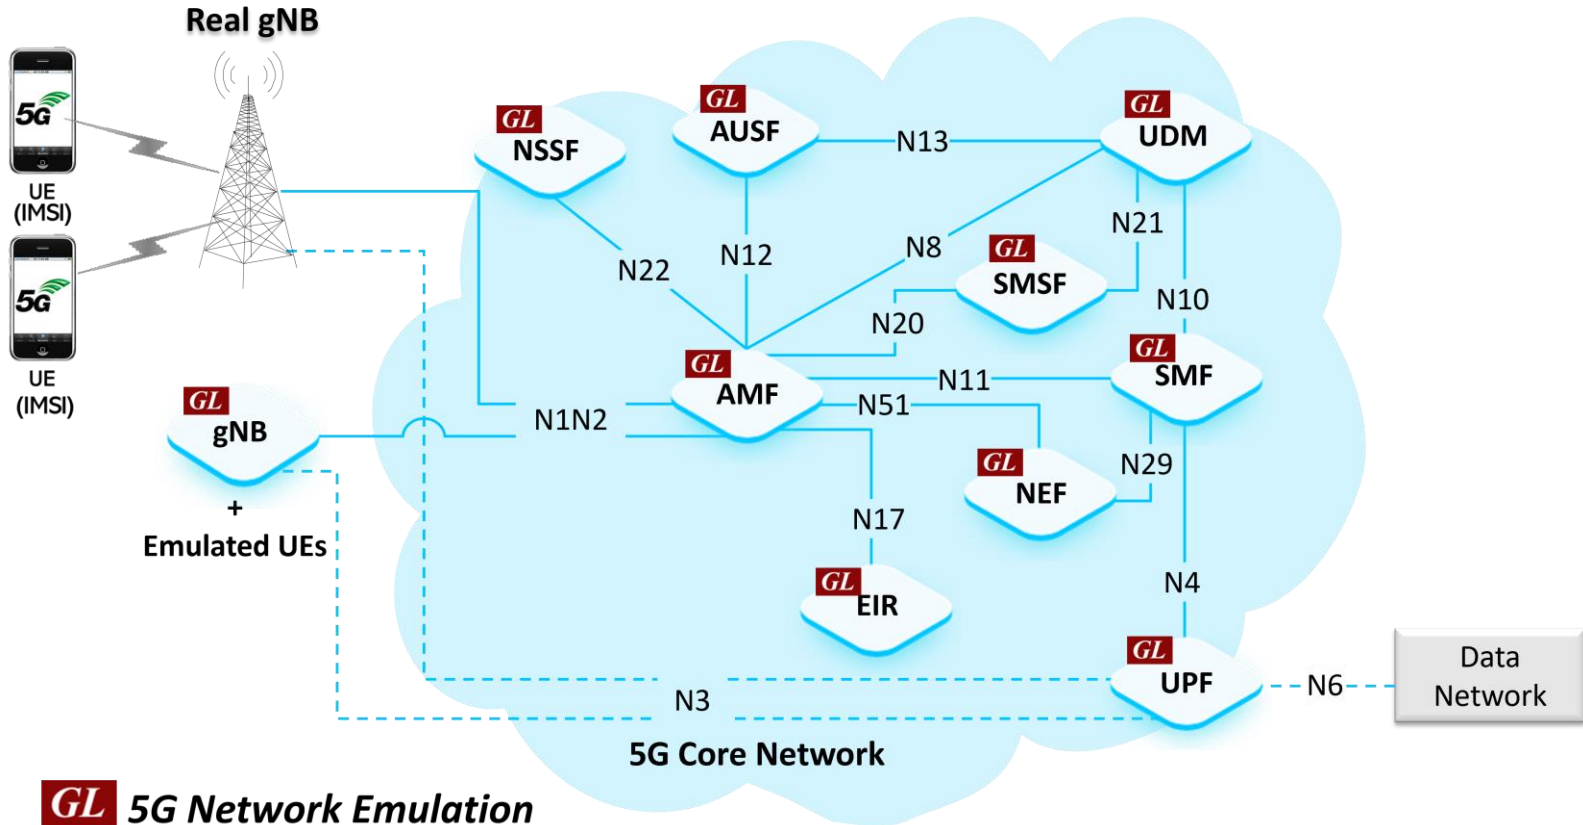 Real gNB
5G
UE
(IMSI)
5G
UE
(IMSI)
GL
NSSF
GL
AUSF
N13
GL
UDM
N22
N12
N8
N21
GL
SMSF
N20
N10
GL
AMF
N11
GL
SMF
N51
GL
gNB
+
Emulated UEs
N1N2
GL
NEF
N29
N17
GL
EIR
N4
N3
GL
UPF
N6
Data
Network
5G Core Network
GL 5G Network Emulation